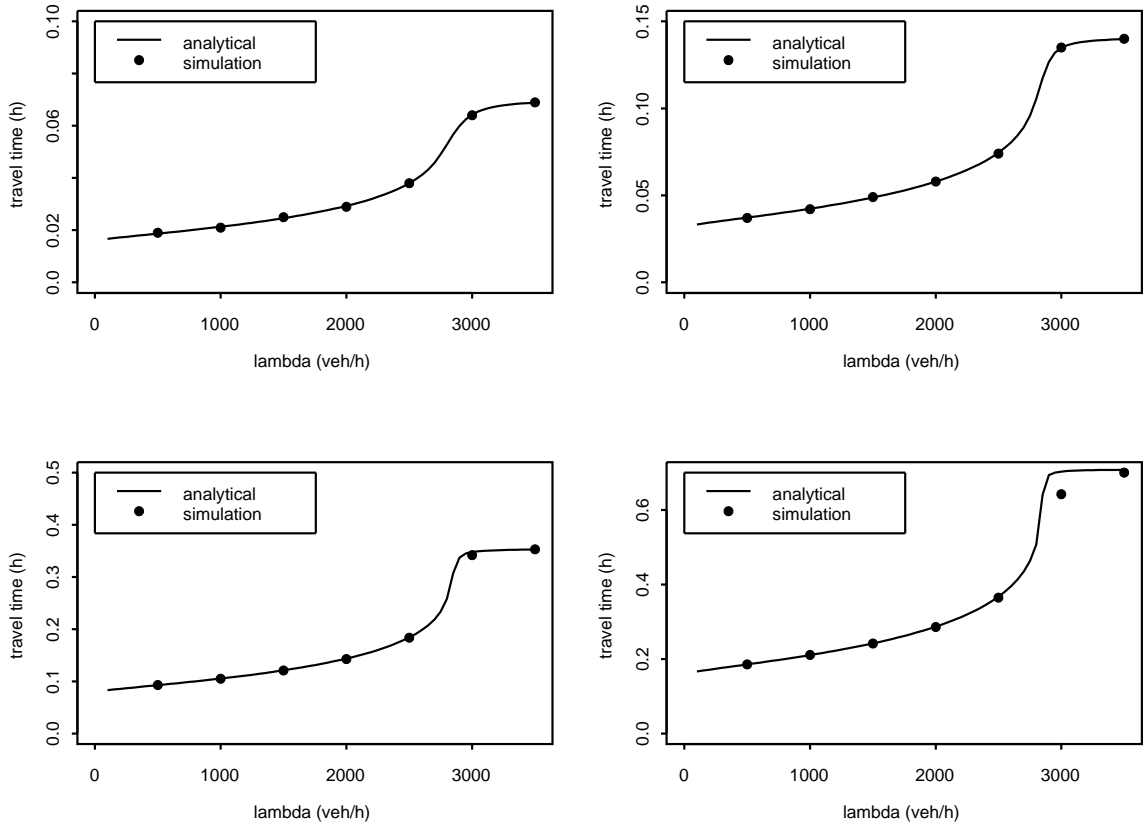 0.10
0.06
0.02
0.0
travel time (h)
analytical
simulation
0
1000
2000
3000
lambda (veh/h)
0.15
0.10
0.05
0.0
travel time (h)
analytical
simulation
0
1000
2000
3000
lambda (veh/h)
0.5
0.4
0.3
0.2
0.1
0.0
travel time (h)
analytical
simulation
0
1000
2000
3000
lambda (veh/h)
0.6
0.4
0.2
0.0
travel time (h)
analytical
simulation
0
1000
2000
3000
lambda (veh/h)